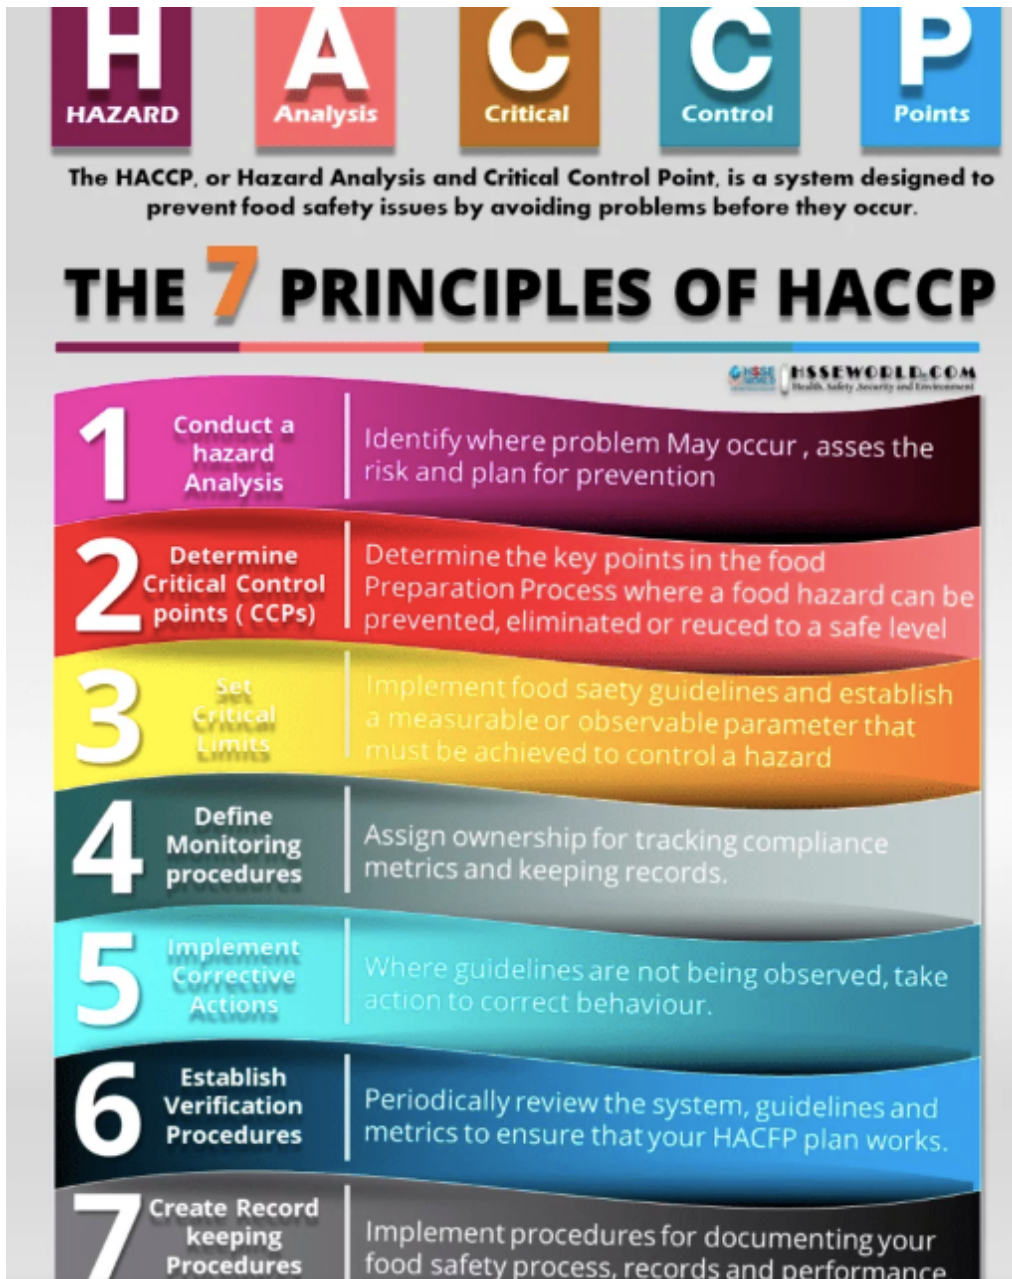 H A C C P
HAZARD Analysis Critical Control Points
The HACCP, or Hazard Analysis and Critical Control Point, is a system designed to
prevent food safety issues by avoiding problems before they occur.
THE 7 PRINCIPLES OF HACCP
HSSE WORLD HSSEWORLD.COM
Health, Safety ,Security and Environment
1
Conduct a
hazard
Analysis
Identify where problem May occur , asses the
risk and plan for prevention
2
Determine
Critical Control
points ( CCPs)
Determine the key points in the food
Preparation Process where a food hazard can be
prevented, eliminated or reuced to a safe level
3
Set
Critical
Limits
Implement food saety guidelines and establish
a measurable or observable parameter that
must be achieved to control a hazard
4
Define
Monitoring
procedures
Assign ownership for tracking compliance
metrics and keeping records.
5
Implement
Corrective
Actions
Where guidelines are not being observed, take
action to correct behaviour.
6
Establish
Verification
Procedures
Periodically review the system, guidelines and
metrics to ensure that your HACFP plan works.
7
Create Record
keeping
Procedures
Implement procedures for documenting your
food safety process, records and performance